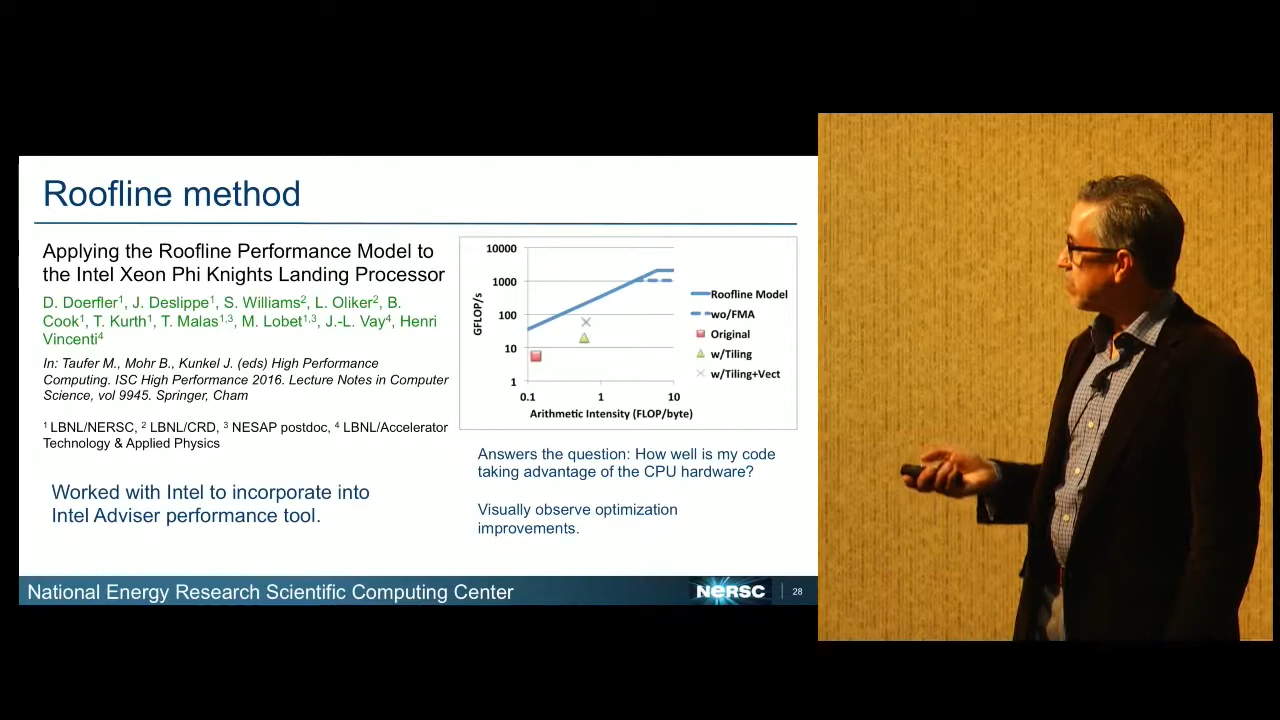 Roofline method
Applying the Roofline Performance Model to
the Intel Xeon Phi Knights Landing Processor
D. Doerfler1, J. Deslippe1, S. Williams2, L. Oliker2, B.
Cook1, T. Kurth1, T. Malas1,3, M. Lobet1,3, J.-L. Vay4, Henri
Vincenti4
In: Taufer M., Mohr B., Kunkel J. (eds) High Performance
Computing. ISC High Performance 2016. Lecture Notes in Computer
Science, vol 9945. Springer, Cham
1 LBNL/NERSC, 2 LBNL/CRD, 3 NESAP postdoc, 4 LBNL/Accelerator
Technology & Applied Physics
Worked with Intel to incorporate into
Intel Adviser performance tool.
10000
1000
100
10
1
GFLOP/s
0.1 1 10
Arithmetic Intensity (FLOP/byte)
Roofline Model
wo/FMA
Original
w/Tiling
w/Tiling+Vect
Answers the question: How well is my code
taking advantage of the CPU hardware?
Visually observe optimization
improvements.
National Energy Research Scientific Computing Center
NERSC
28